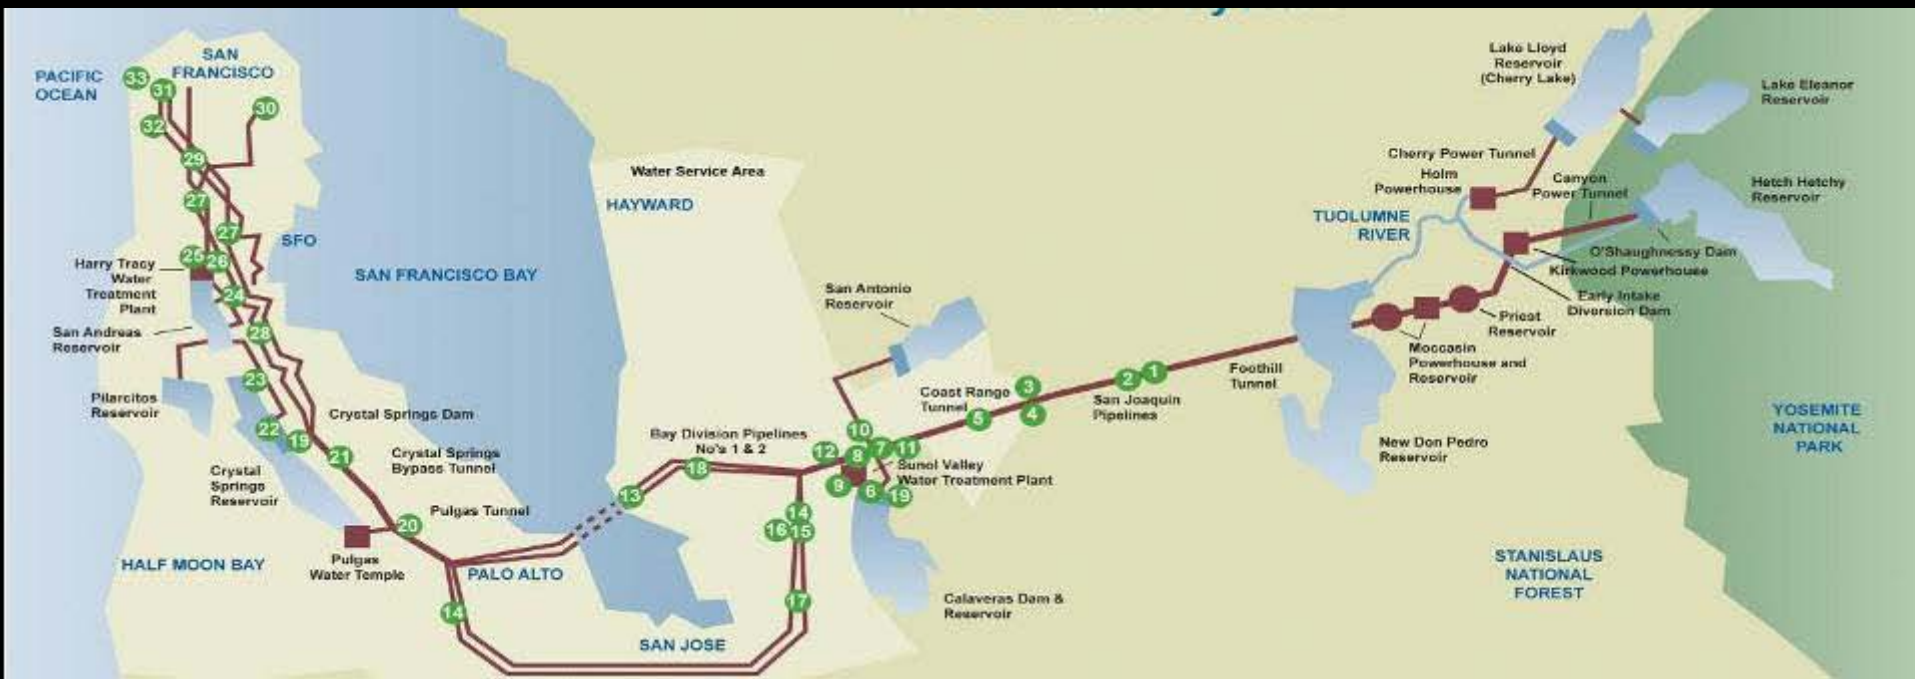 SAN
FRANCISCO
PACIFIC
OCEAN
33
31
32
30
29
27
27
SFO
25
26
Harry Tracy
Water
Treatment
Plant
24
28
San Andreas
Reservoir
23
Pilarcitos
Reservoir
22
19
21
Crystal Springs Dam
Crystal Springs
Bypass Tunnel
Crystal
Springs
Reservoir
20
Pulgas Tunnel
Pulgas
Water Temple
HALF MOON BAY
PALO ALTO
14
SAN FRANCISCO BAY
Water Service Area
HAYWARD
San Antonio
Reservoir
Bay Division Pipelines
No's 1 & 2
18
13
12
10
8
7
11
9
6
19
Sunol Valley
Water Treatment Plant
14
16
15
17
SAN JOSE
Calaveras Dam &
Reservoir
Coast Range
Tunnel
5
3
4
2
1
San Joaquin
Pipelines
Foothill
Tunnel
Lake Lloyd
Reservoir
(Cherry Lake)
Lake Eleanor
Reservoir
Cherry Power Tunnel
Holm
Powerhouse
Canyon
Power Tunnel
Hetch Hetchy
Reservoir
TUOLUMNE
RIVER
O'Shaughnessy Dam
Kirkwood Powerhouse
Early Intake
Diversion Dam
Priest
Reservoir
Moccasin
Powerhouse and
Reservoir
New Don Pedro
Reservoir
YOSEMITE
NATIONAL
PARK
STANISLAUS
NATIONAL
FOREST